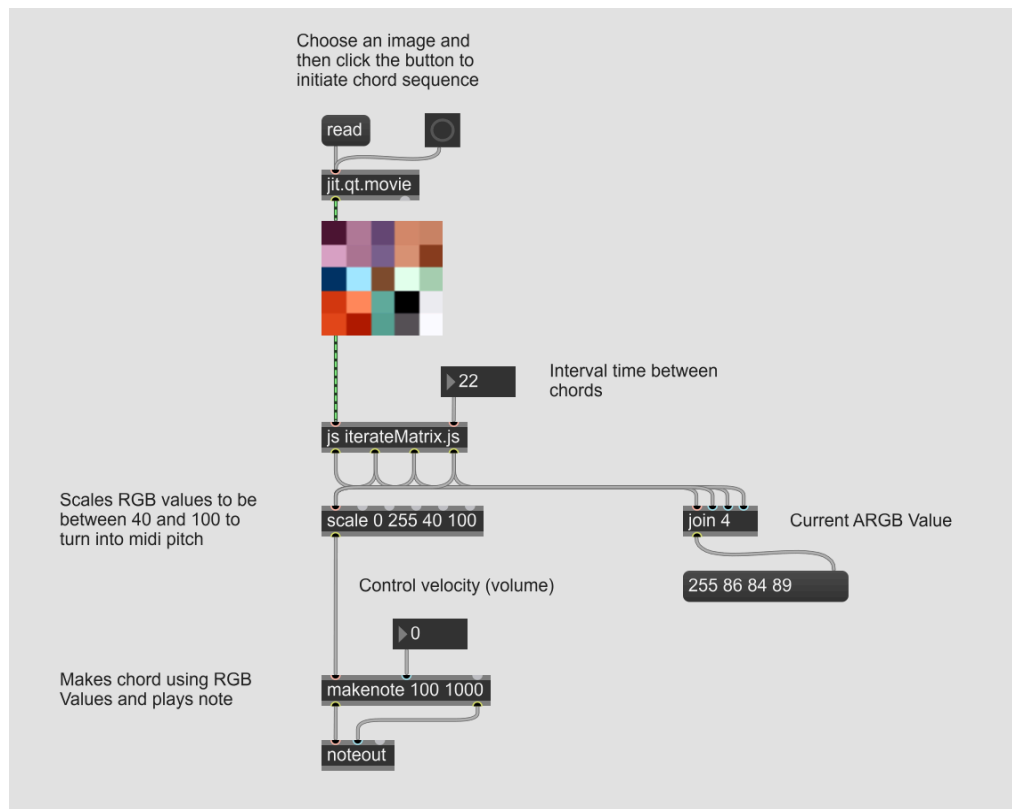 Choose an image and
then click the button to
initiate chord sequence
read
jit.qt.movie
22
Interval time between
chords
js iterateMatrix.js
Scales RGB values to be
between 40 and 100 to
turn into midi pitch
scale 0 255 40 100
join 4
Current ARGB Value
255 86 84 89
Control velocity (volume)
0
Makes chord using RGB
Values and plays note
makenote 100 1000
noteout